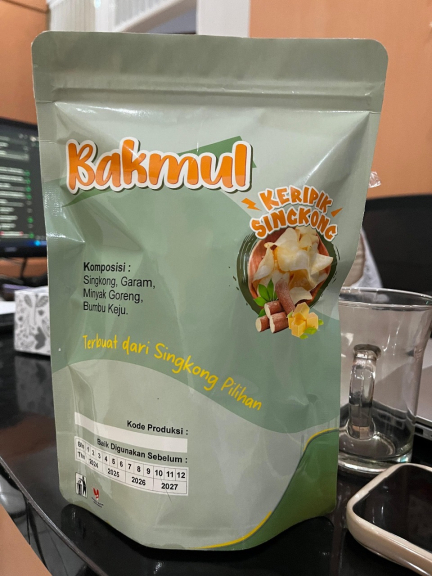 Bakmul
KERIPIK
SINGKONG
Komposisi :
Singkong, Garam,
Minyak Goreng,
Bumbu Keju.
Terbuat dari Singkong Pilihan
Kode Produksi :
Baik Digunakan Sebelum :
Bln 1 2 3 4 5 6 7 8 9 10 11 12
Thn 2024 2025 2026 2027